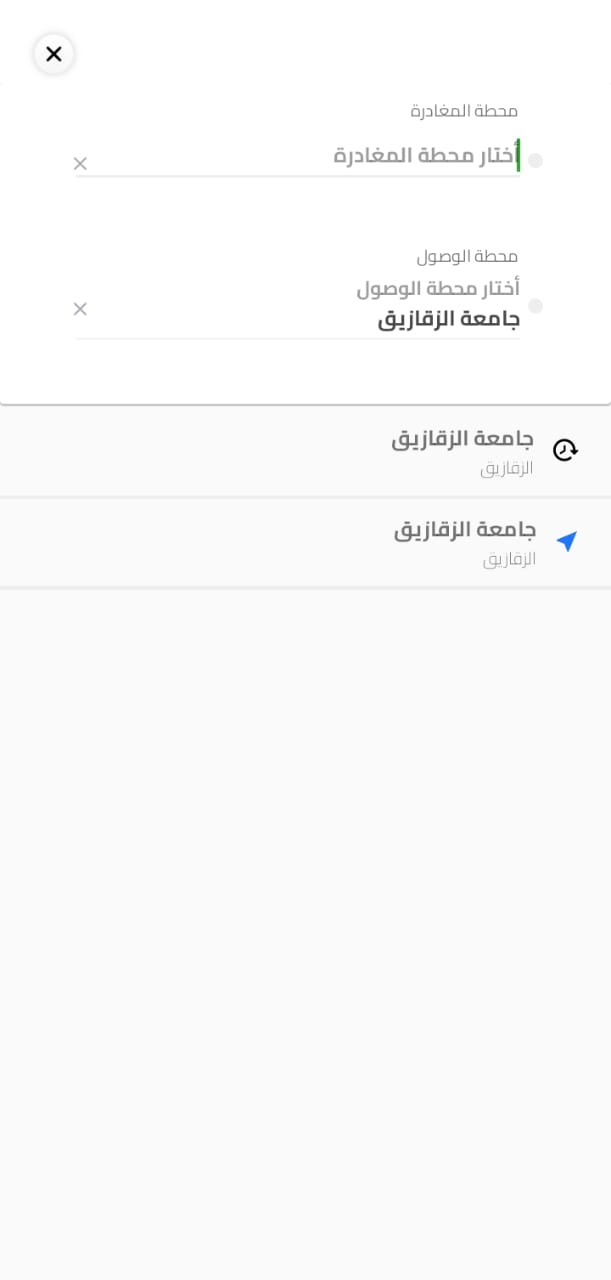 محطة المغادرة
أختار محطة المغادرة
محطة الوصول
أختار محطة الوصول
جامعة الزقازيق
جامعة الزقازيق
الزقازيق
جامعة الزقازيق
الزقازيق